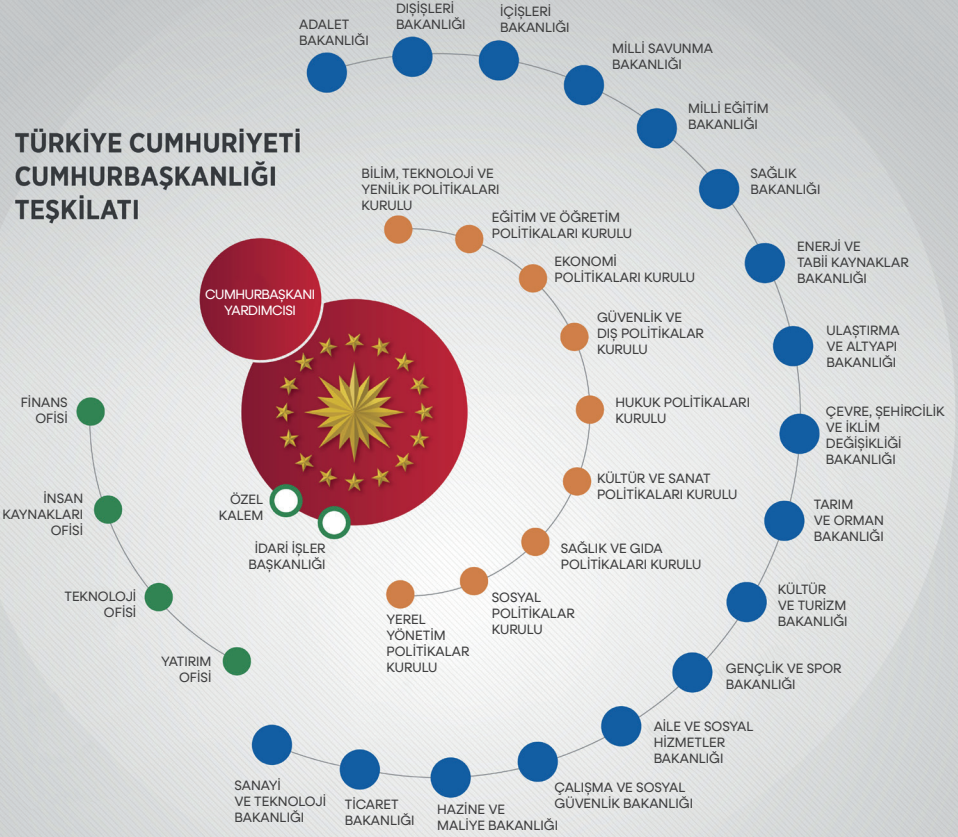 ADALET
BAKANLIĞI
DIŞİŞLERİ
BAKANLIĞI
İÇİŞLERİ
BAKANLIĞI
MİLLİ SAVUNMA
BAKANLIĞI
MİLLİ EĞİTİM
BAKANLIĞI
SAĞLIK
BAKANLIĞI
ENERJİ VE
TABİİ KAYNAKLAR
BAKANLIĞI
ULAŞTIRMA
VE ALTYAPI
BAKANLIĞI
ÇEVRE, ŞEHİRCİLİK
VE İKLİM
DEĞİŞİKLİĞİ
BAKANLIĞI
TARIM
VE ORMAN
BAKANLIĞI
KÜLTÜR
VE TURİZM
BAKANLIĞI
GENÇLİK VE SPOR
BAKANLIĞI
AİLE VE SOSYAL
HİZMETLER
BAKANLIĞI
ÇALIŞMA VE SOSYAL
GÜVENLİK BAKANLIĞI
HAZİNE VE
MALİYE BAKANLIĞI
TİCARET
BAKANLIĞI
SANAYİ
VE TEKNOLOJİ
BAKANLIĞI
TÜRKİYE CUMHURİYETİ
CUMHURBAŞKANLIĞI
TEŞKİLATI
BİLİM, TEKNOLOJİ VE
YENİLİK POLİTİKALARI
KURULU
EĞİTİM VE ÖĞRETİM
POLİTİKALARI KURULU
EKONOMİ
POLİTİKALARI KURULU
GÜVENLİK VE
DIŞ POLİTİKALAR
KURULU
HUKUK POLİTİKALARI
KURULU
KÜLTÜR VE SANAT
POLİTİKALARI KURULU
SAĞLIK VE GIDA
POLİTİKALARI KURULU
SOSYAL
POLİTİKALAR
KURULU
YEREL
YÖNETİM
POLİTİKALAR
KURULU
CUMHURBAŞKANI
YARDIMCISI
ÖZEL
KALEM
İDARİ İŞLER
BAŞKANLIĞI
FİNANS
OFİSİ
İNSAN
KAYNAKLARI
OFİSİ
TEKNOLOJİ
OFİSİ
YATIRIM
OFİSİ